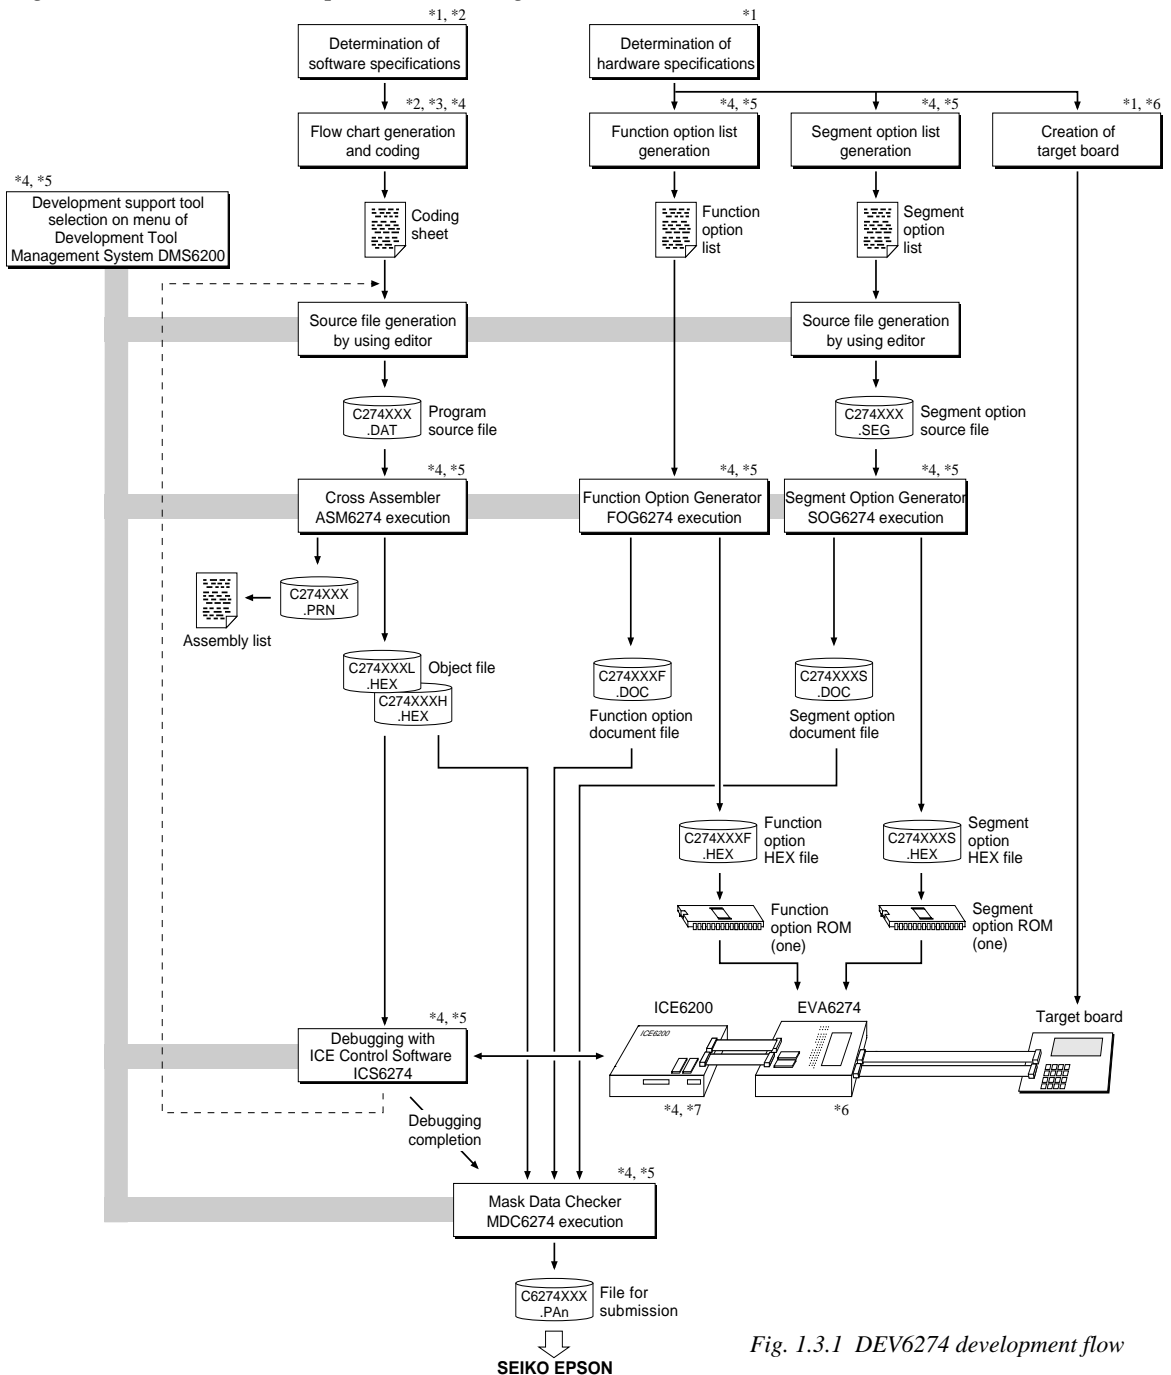 *1, *2
Determination of
software specifications
*1
Determination of
hardware specifications
*2, *3, *4
Flow chart generation
and coding
*4, *5
Function option list
generation
*4, *5
Segment option list
generation
*1, *6
Creation of
target board
*4, *5
Development support tool
selection on menu of
Development Tool
Management System DMS6200
Coding
sheet
Function
option
list
Segment
option
list
Source file generation
by using editor
Source file generation
by using editor
C274XXX
.DAT
Program
source file
C274XXX
.SEG
Segment option
source file
*4, *5
Cross Assembler
ASM6274 execution
*4, *5
Function Option Generator
FOG6274 execution
*4, *5
Segment Option Generator
SOG6274 execution
C274XXX
.PRN
Assembly list
C274XXXL
.HEX
C274XXXH
.HEX
Object file
C274XXXF
.DOC
Function option
document file
C274XXXS
.DOC
Segment option
document file
C274XXXF
.HEX
Function
option
HEX file
C274XXXS
.HEX
Segment
option
HEX file
Function
option ROM
(one)
Segment
option ROM
(one)
*4, *5
Debugging with
ICE Control Software
ICS6274
ICE6200
ICE6200
*4, *7
EVA6274
*6
Target board
Debugging
completion
*4, *5
Mask Data Checker
MDC6274 execution
C6274XXX
.PAn
File for
submission
SEIKO EPSON
Fig. 1.3.1 DEV6274 development flow